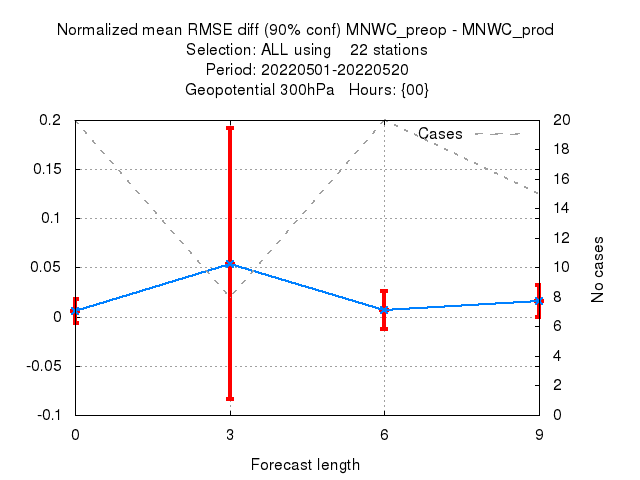 Normalized mean RMSE diff (90% conf) MNWC_preop - MNWC_prod
Selection: ALL using    22 stations
Period: 20220501-20220520
Geopotential 300hPa   Hours: {00}
Cases
0.2
0.15
0.1
0.05
0
-0.05
-0.1
20
18
16
14
12
10
8
6
4
2
0
No cases
0 3 6 9
Forecast length